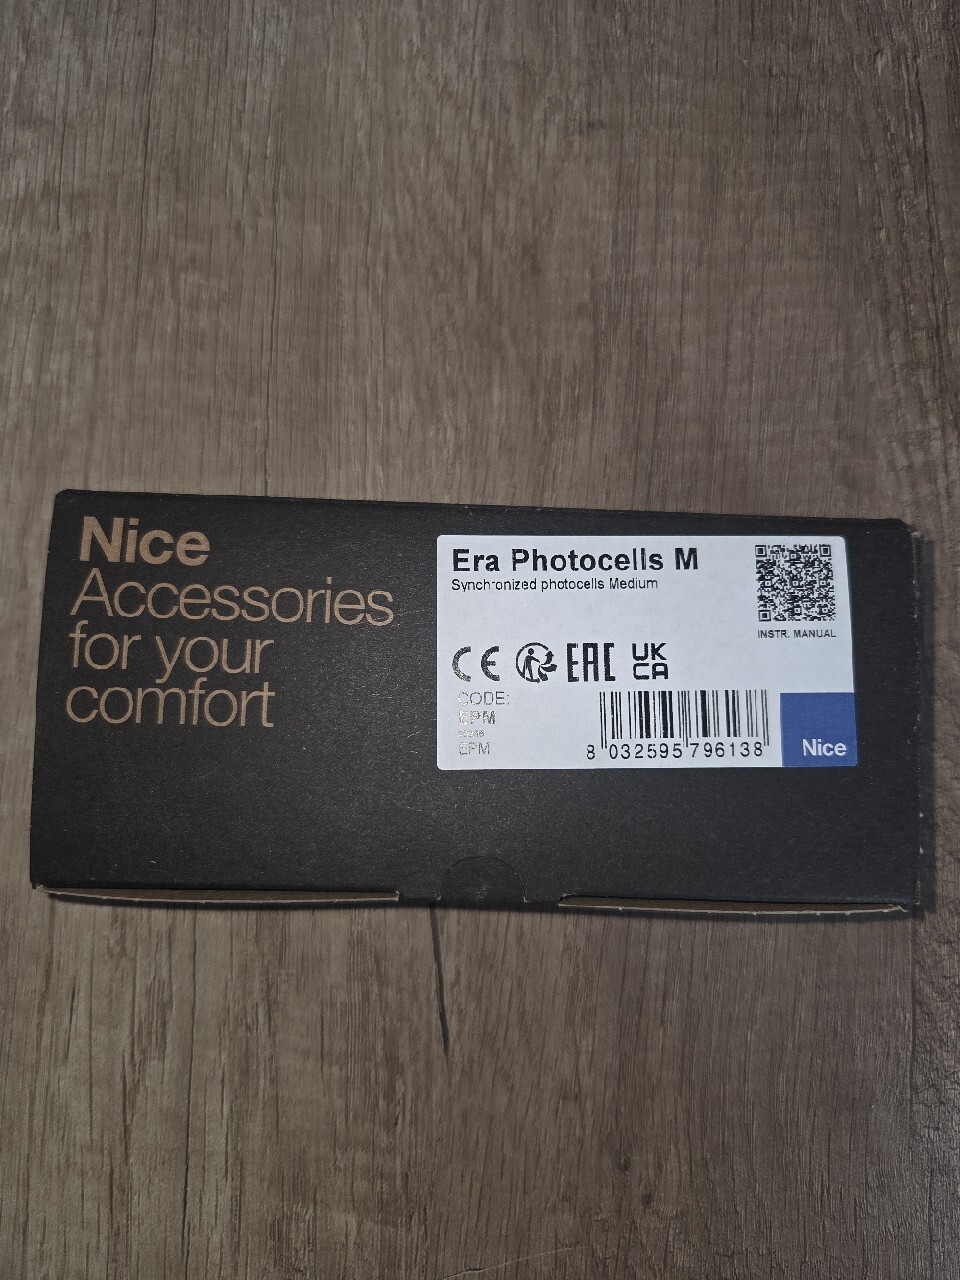 Nice
Accessories
for your
comfort
Era Photocells M
Synchronized photocells Medium
INSTR. MANUAL
CE
EAC
UK
CA
CODE:
EPM
EPM
8 032595 796138
Nice